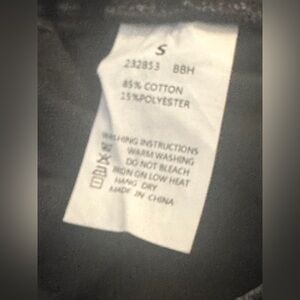 S
232853 BBH
85% COTTON
15%POLYESTER
WASHING INSTRUCTIONS
WARM WASHING
DO NOT BLEACH
IRON ON LOW HEAT
HANG DRY
MADE IN CHINA